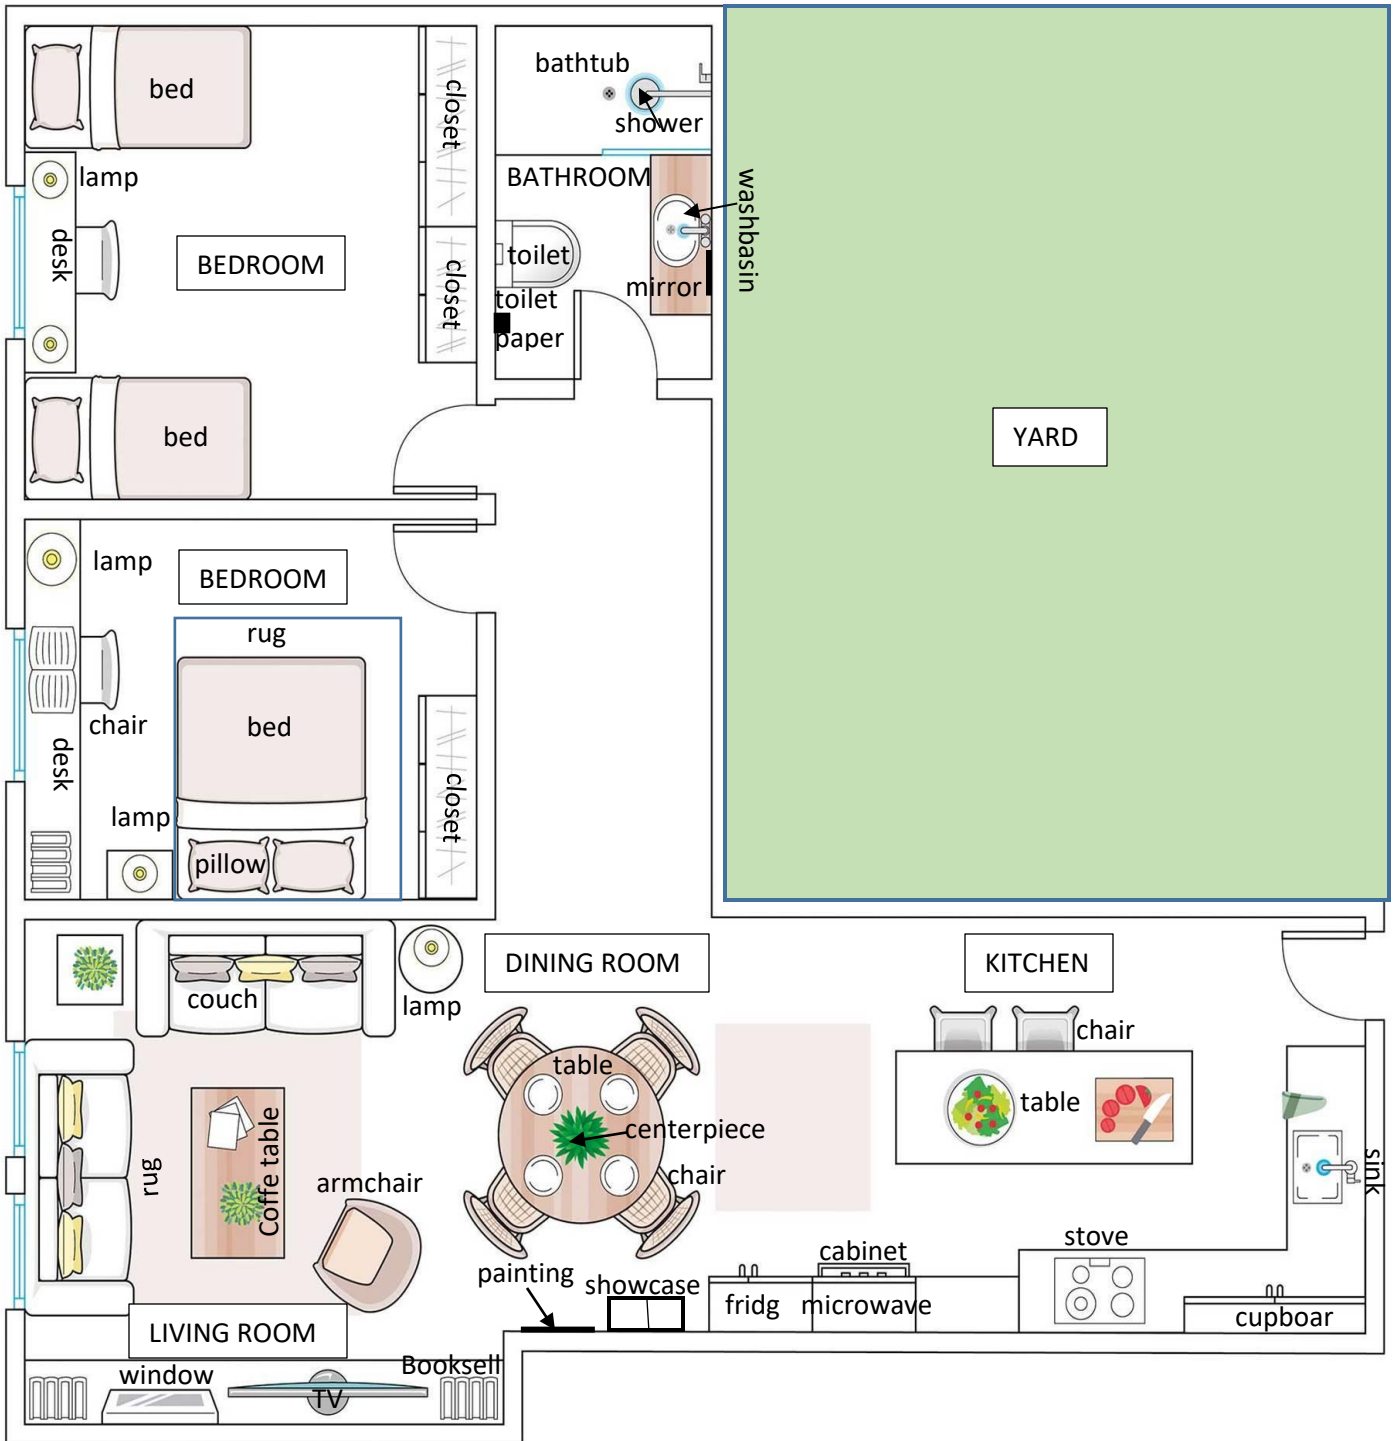 bed
closet
lamp
desk
BEDROOM
closet
bed
bathtub
shower
BATHROOM
washbasin
toilet
mirror
toilet
paper
YARD
lamp
BEDROOM
rug
chair
bed
desk
lamp
closet
pillow
couch
lamp
DINING ROOM
KITCHEN
chair
table
table
centerpiece
chair
rug
Coffe table
armchair
sink
painting
showcase
cabinet
stove
fridg
microwave
cupboar
LIVING ROOM
window
TV
Booksell